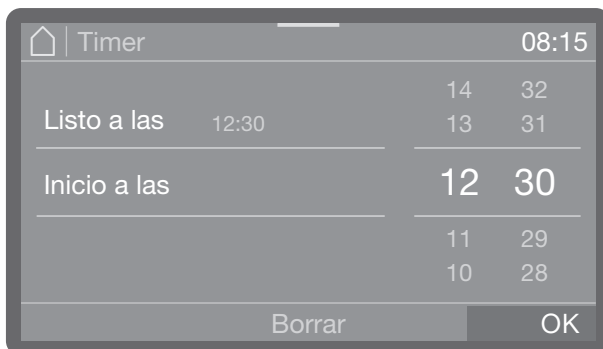 Timer 08:15
14 32
Listo a las 12:30 13 31
Inicio a las 12 30
11 29
10 28
Borrar OK